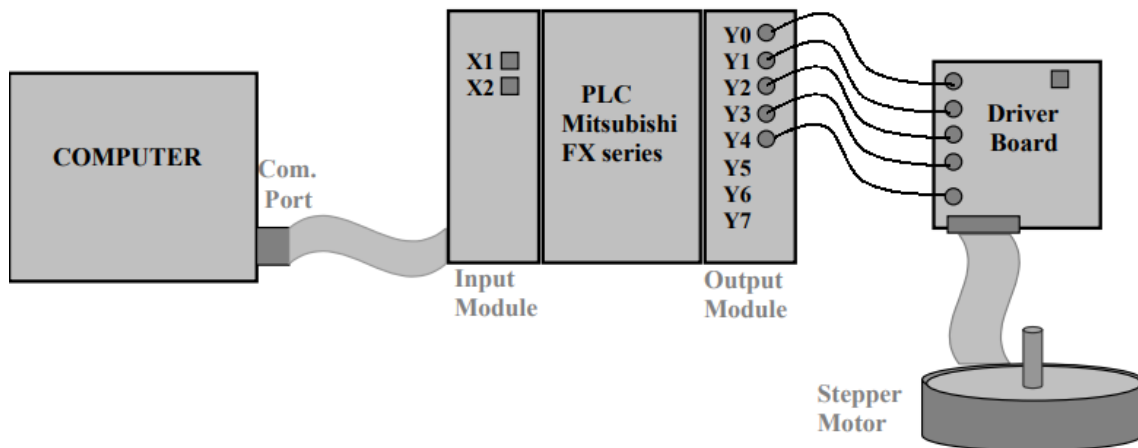 COMPUTER
Com.
Port
X1
X2
Input
Module
PLC
Mitsubishi
FX series
Y0
Y1
Y2
Y3
Y4
Y5
Y6
Y7
Output
Module
Driver
Board
Stepper
Motor